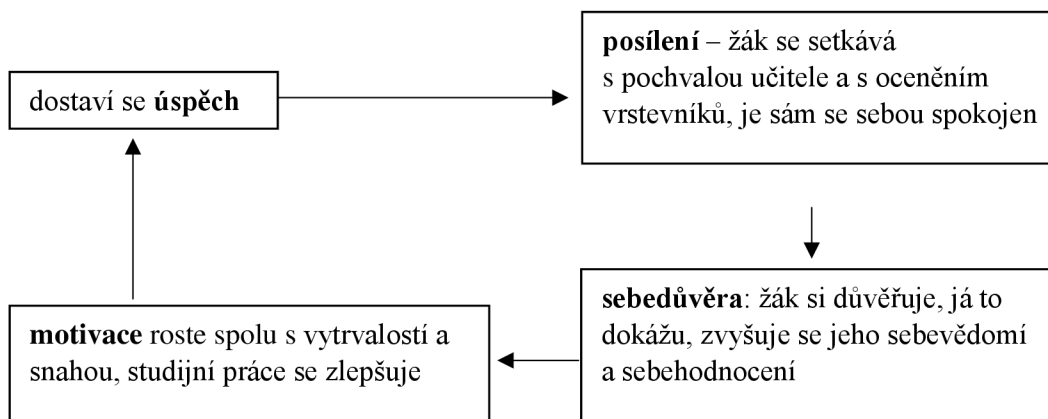 dostaví se úspěch
posílení – žák se setkává
s pochvalou učitele a s oceněním
vrstevníků, je sám se sebou spokojen
sebedůvěra: žák si důvěřuje, já to
dokážu, zvyšuje se jeho sebevědomí
a sebehodnocení
motivace roste spolu s vytrvalostí a
snahou, studijní práce se zlepšuje